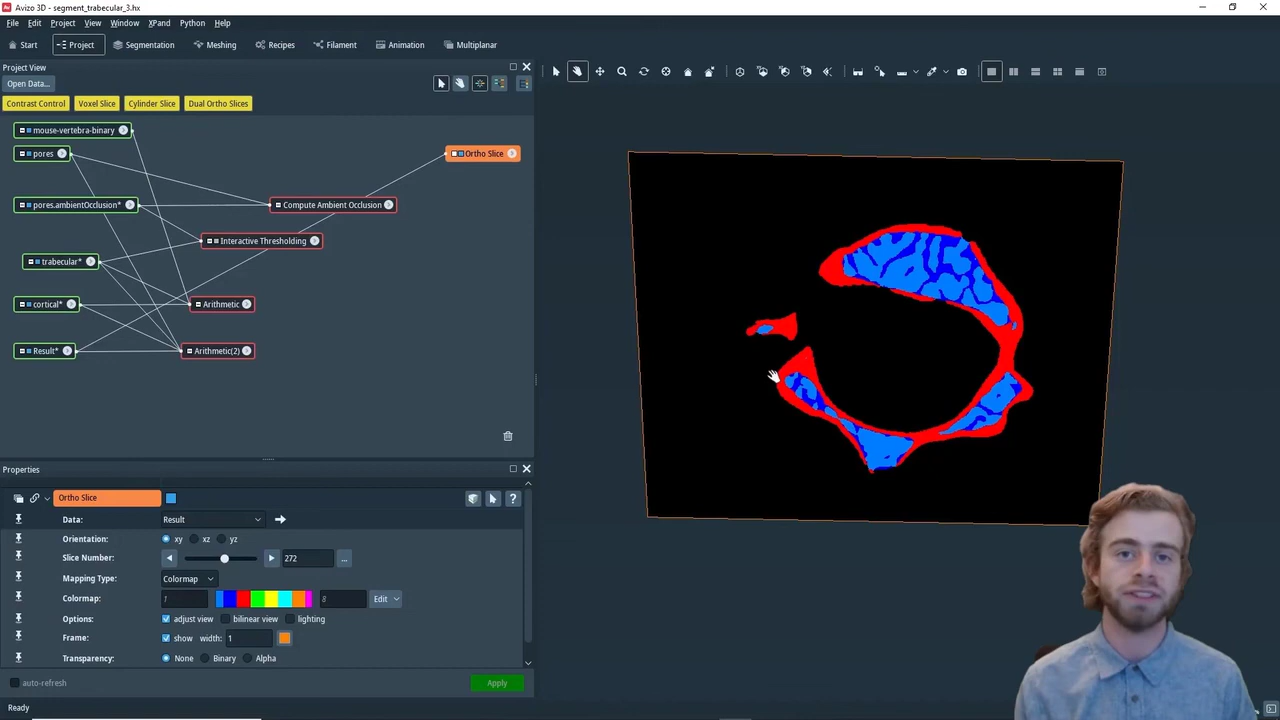 Avizo 3D - segment_trabecular_3.hx
File Edit Project View Window XPand Python Help
Start Project Segmentation Meshing Recipes Filament Animation Multiplanar
Project View
Open Data...
Contrast Control Voxel Slice Cylinder Slice Dual Ortho Slices
mouse-vertebra-binary
pores
Ortho Slice
pores.ambientOcclusion*
Compute Ambient Occlusion
Interactive Thresholding
trabecular*
cortical*
Arithmetic
Result*
Arithmetic(2)
Properties
Ortho Slice
?
Data: Result
Orientation: xy xz yz
Slice Number: 272 ...
Mapping Type: Colormap
Colormap: 1 8 Edit
Options: adjust view bilinear view lighting
Frame: show width: 1
Transparency: None Binary Alpha
auto-refresh
Apply
Ready